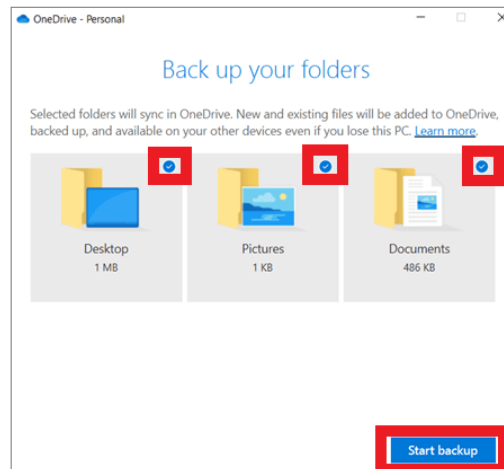 OneDrive - Personal
Back up your folders
Selected folders will sync in OneDrive. New and existing files will be added to OneDrive,
backed up, and available on your other devices even if you lose this PC. Learn more.
Desktop
1 MB
Pictures
1 KB
Documents
486 KB
Start backup